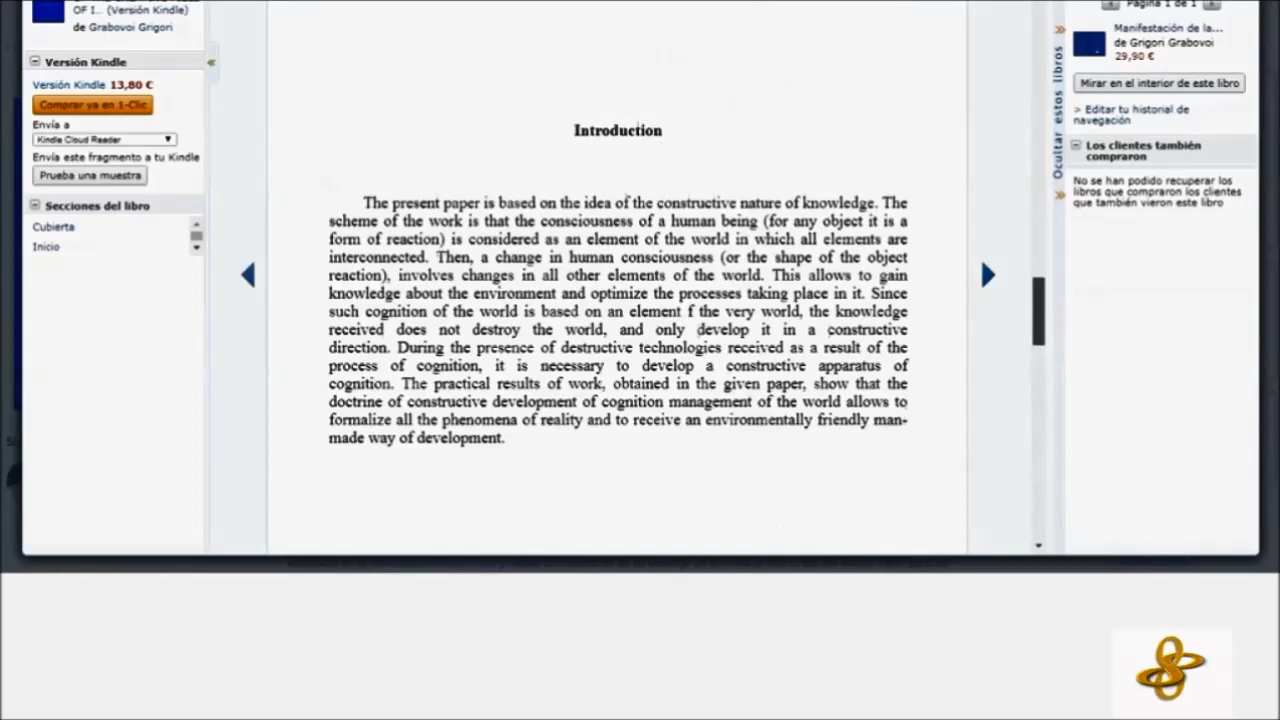 OF I... (Versión Kindle)
de Grabovoi Grigori
Versión Kindle
Versión Kindle 13,80 €
Comprar ya en 1-Clic
Envía a
Kindle Cloud Reader
Envía este fragmento a tu Kindle
Prueba una muestra
Secciones del libro
Cubierta
Inicio
Introduction
The present paper is based on the idea of the constructive nature of knowledge. The
scheme of the work is that the consciousness of a human being (for any object it is a
form of reaction) is considered as an element of the world in which all elements are
interconnected. Then, a change in human consciousness (or the shape of the object
reaction), involves changes in all other elements of the world. This allows to gain
knowledge about the environment and optimize the processes taking place in it. Since
such cognition of the world is based on an element f the very world, the knowledge
received does not destroy the world, and only develop it in a constructive
direction. During the presence of destructive technologies received as a result of the
process of cognition, it is necessary to develop a constructive apparatus of
cognition. The practical results of work, obtained in the given paper, show that the
doctrine of constructive development of cognition management of the world allows to
formalize all the phenomena of reality and to receive an environmentally friendly man-
made way of development.
Ocultar estos libros
Página 1 de 1
Manifestación de la...
de Grigori Grabovoi
29,90 €
Mirar en el interior de este libro
> Editar tu historial de
navegación
Los clientes también
compraron
No se han podido recuperar los
libros que compraron los clientes
que también vieron este libro